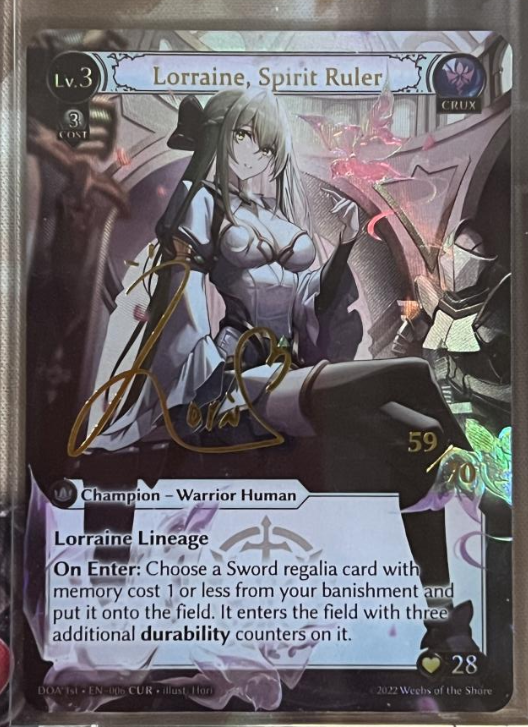 Lv.3
Lorraine, Spirit Ruler
CRUX
3
COST
59
70
Champion – Warrior Human
Lorraine Lineage
On Enter: Choose a Sword regalia card with
memory cost 1 or less from your banishment and
put it onto the field. It enters the field with three
additional durability counters on it.
28
DOA 1st • EN-006 CUR • illust. Hori
©2022 Weebs of the Shore